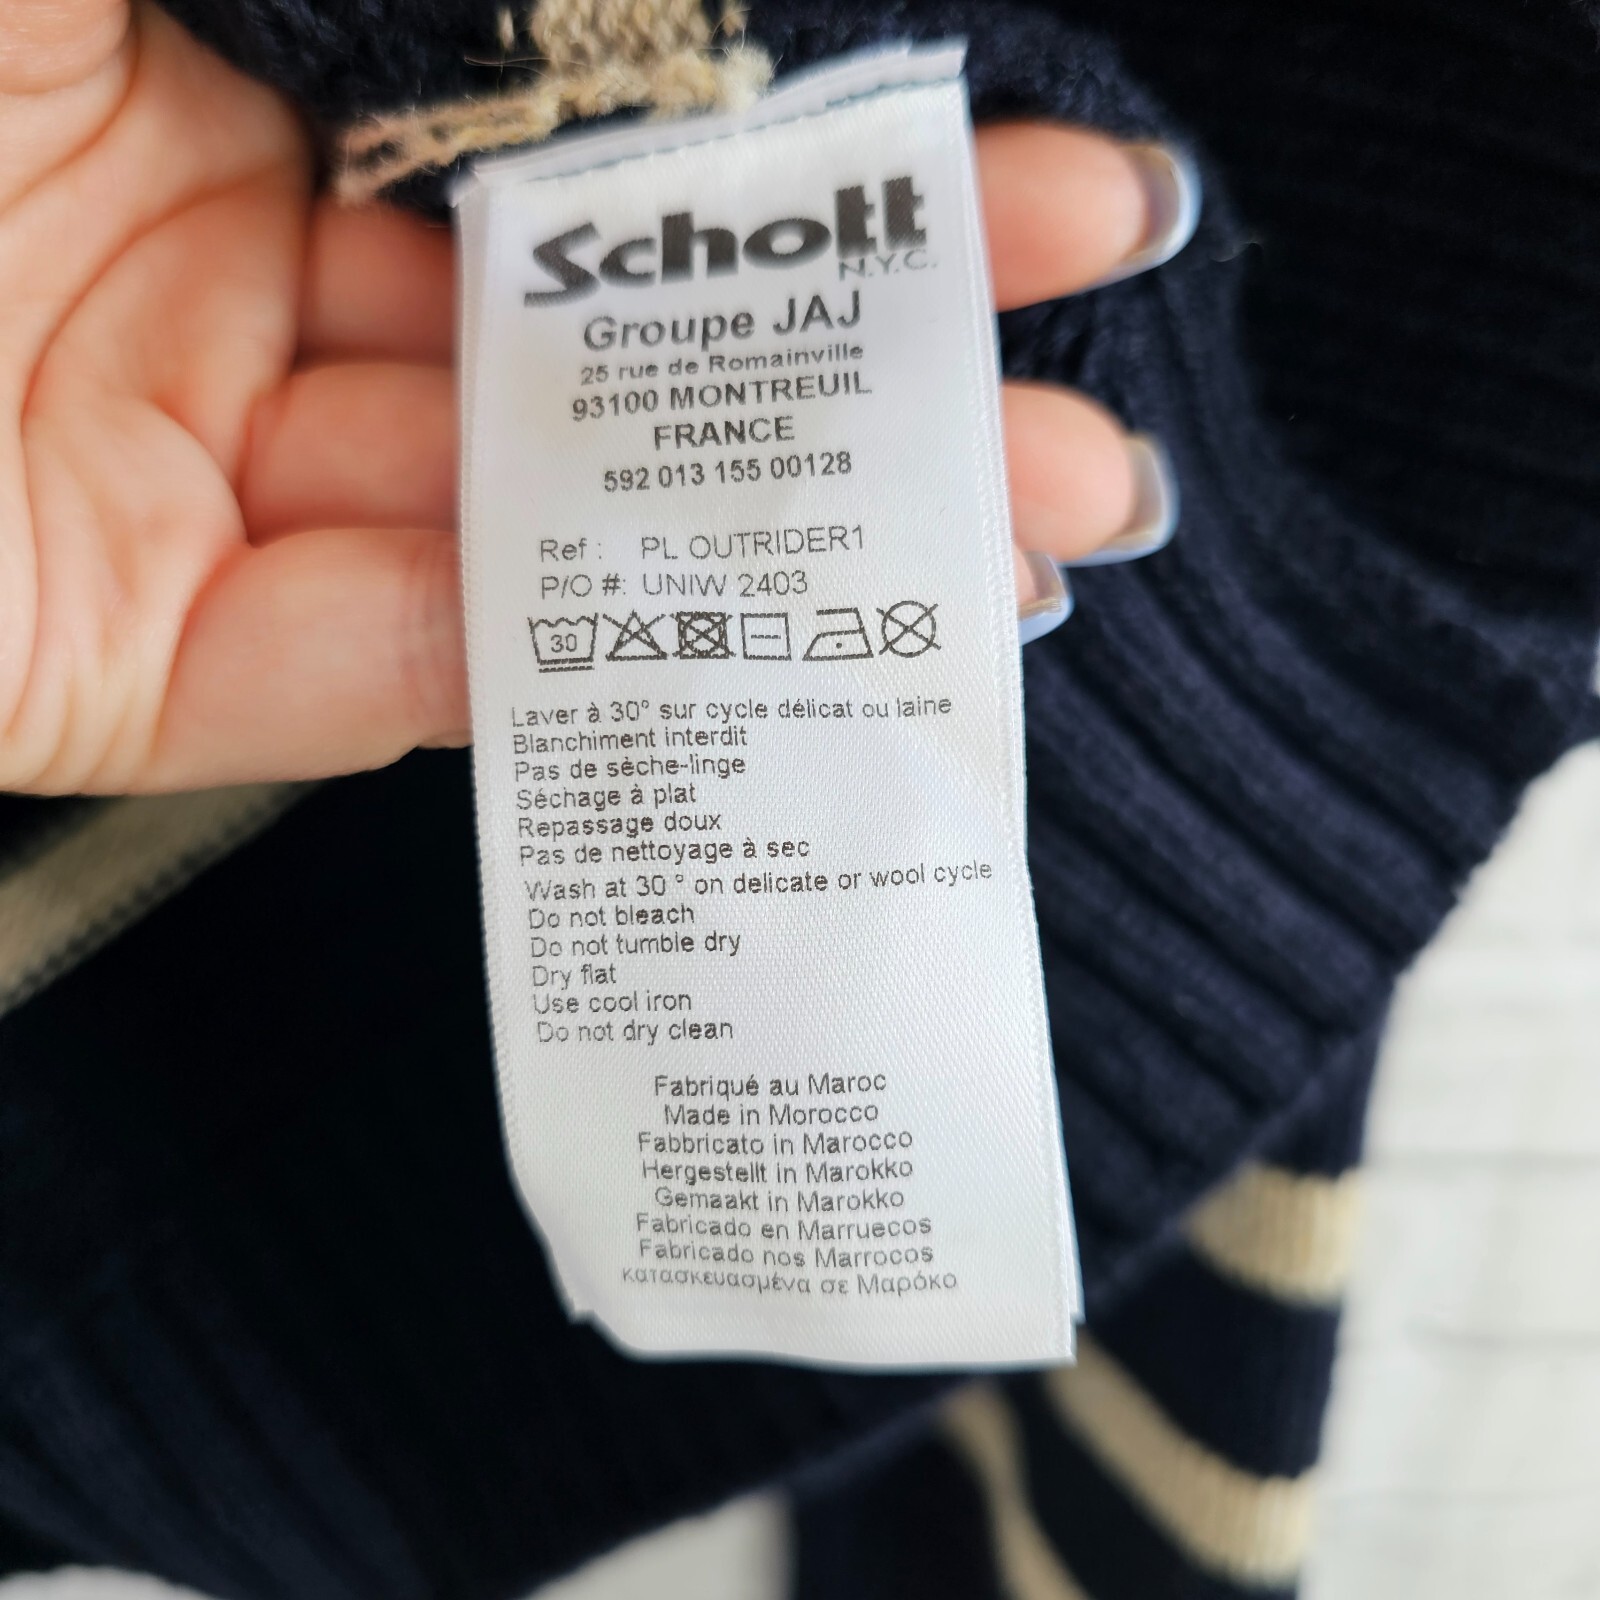 Schott
N.Y.C.
Groupe JAJ
25 rue de Romainville
93100 MONTREUIL
FRANCE
592 013 155 00128
Ref : PL OUTRIDER1
P/O #: UNIW 2403
30
Laver à 30° sur cycle délicat ou laine
Blanchiment interdit
Pas de sèche-linge
Séchage à plat
Repassage doux
Pas de nettoyage à sec
Wash at 30 ° on delicate or wool cycle
Do not bleach
Do not tumble dry
Dry flat
Use cool iron
Do not dry clean
Fabriqué au Maroc
Made in Morocco
Fabbricato in Marocco
Hergestellt in Marokko
Gemaakt in Marokko
Fabricado en Marruecos
Fabricado nos Marrocos
κατασκευασμένα σε Μαρόκο